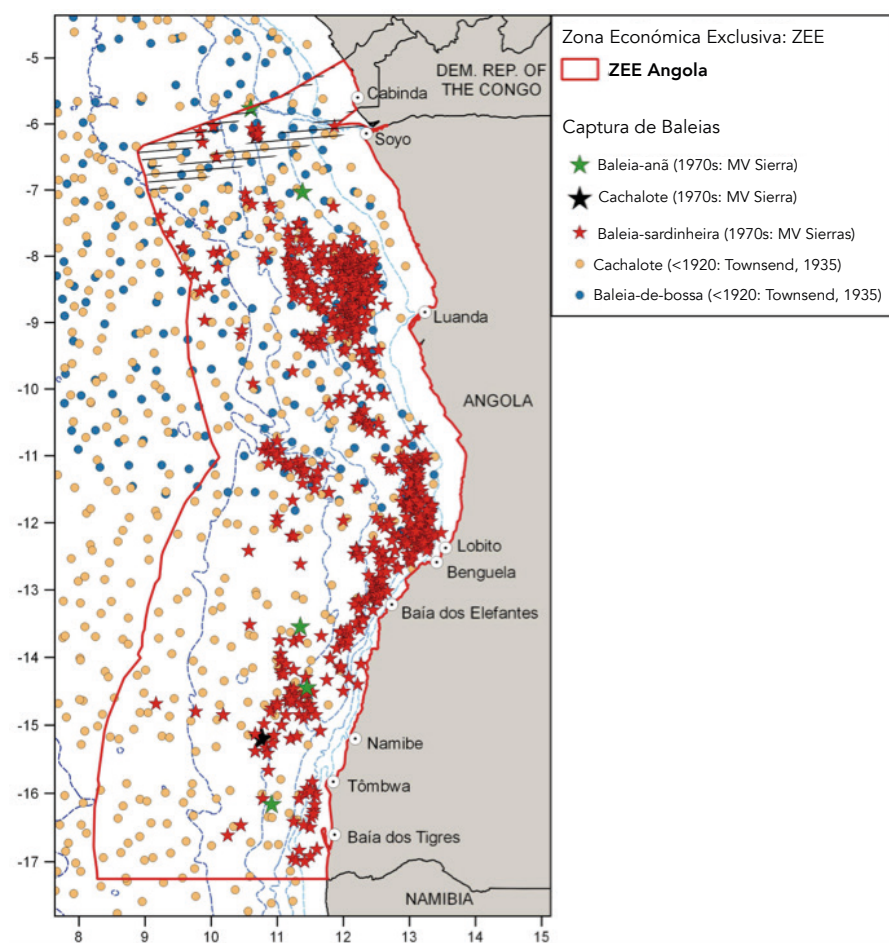 -5
-6
-7
-8
-9
-10
-11
-12
-13
-14
-15
-16
-17
8
9
10
11
12
13
14
15
DEM. REP. OF
THE CONGO
Cabinda
Soyo
Luanda
ANGOLA
Lobito
Benguela
Baía dos Elefantes
Namibe
Tômbwa
Baía dos Tigres
NAMIBIA
Zona Económica Exclusiva: ZEE
ZEE Angola
Captura de Baleias
Baleia-anã (1970s: MV Sierra)
Cachalote (1970s: MV Sierra)
Baleia-sardinheira (1970s: MV Sierras)
Cachalote (<1920: Townsend, 1935)
Baleia-de-bossa (<1920: Townsend, 1935)